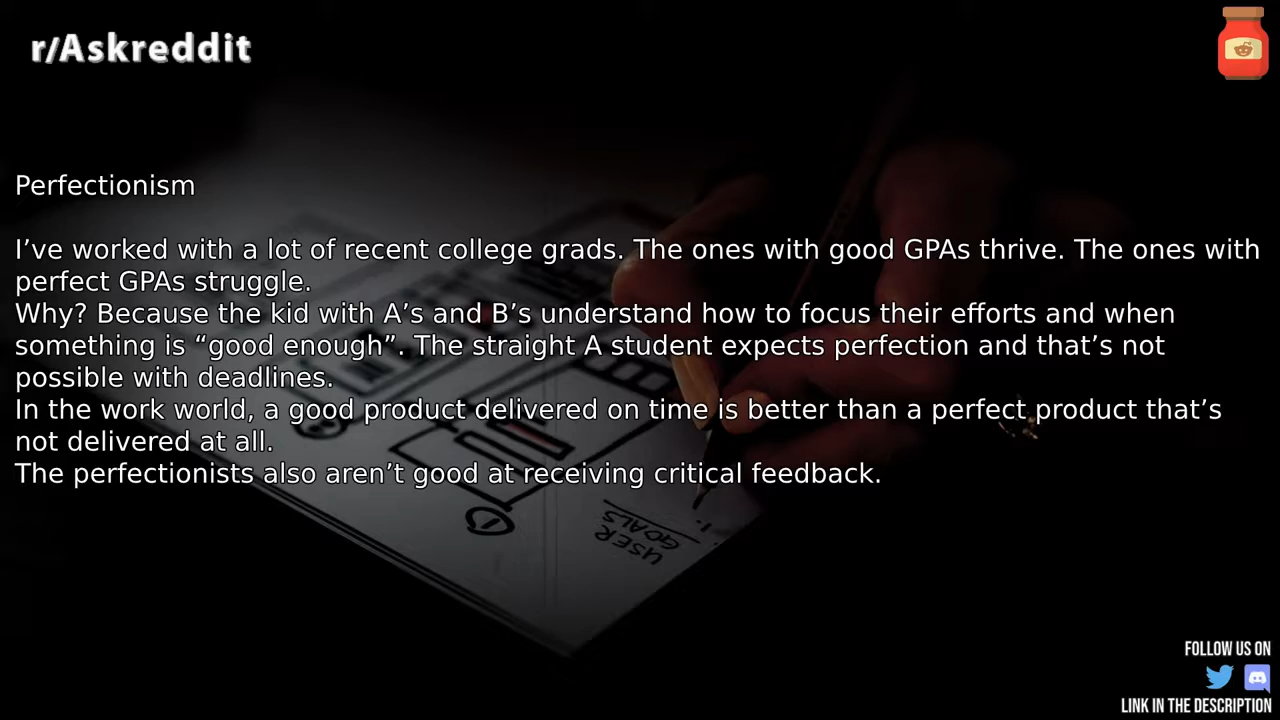 r/Askreddit
Perfectionism
I’ve worked with a lot of recent college grads. The ones with good GPAs thrive. The ones with
perfect GPAs struggle.
Why? Because the kid with A’s and B’s understand how to focus their efforts and when
something is “good enough”. The straight A student expects perfection and that’s not
possible with deadlines.
In the work world, a good product delivered on time is better than a perfect product that’s
not delivered at all.
The perfectionists also aren’t good at receiving critical feedback.
USER
GOALS
1.
FOLLOW US ON
LINK IN THE DESCRIPTION